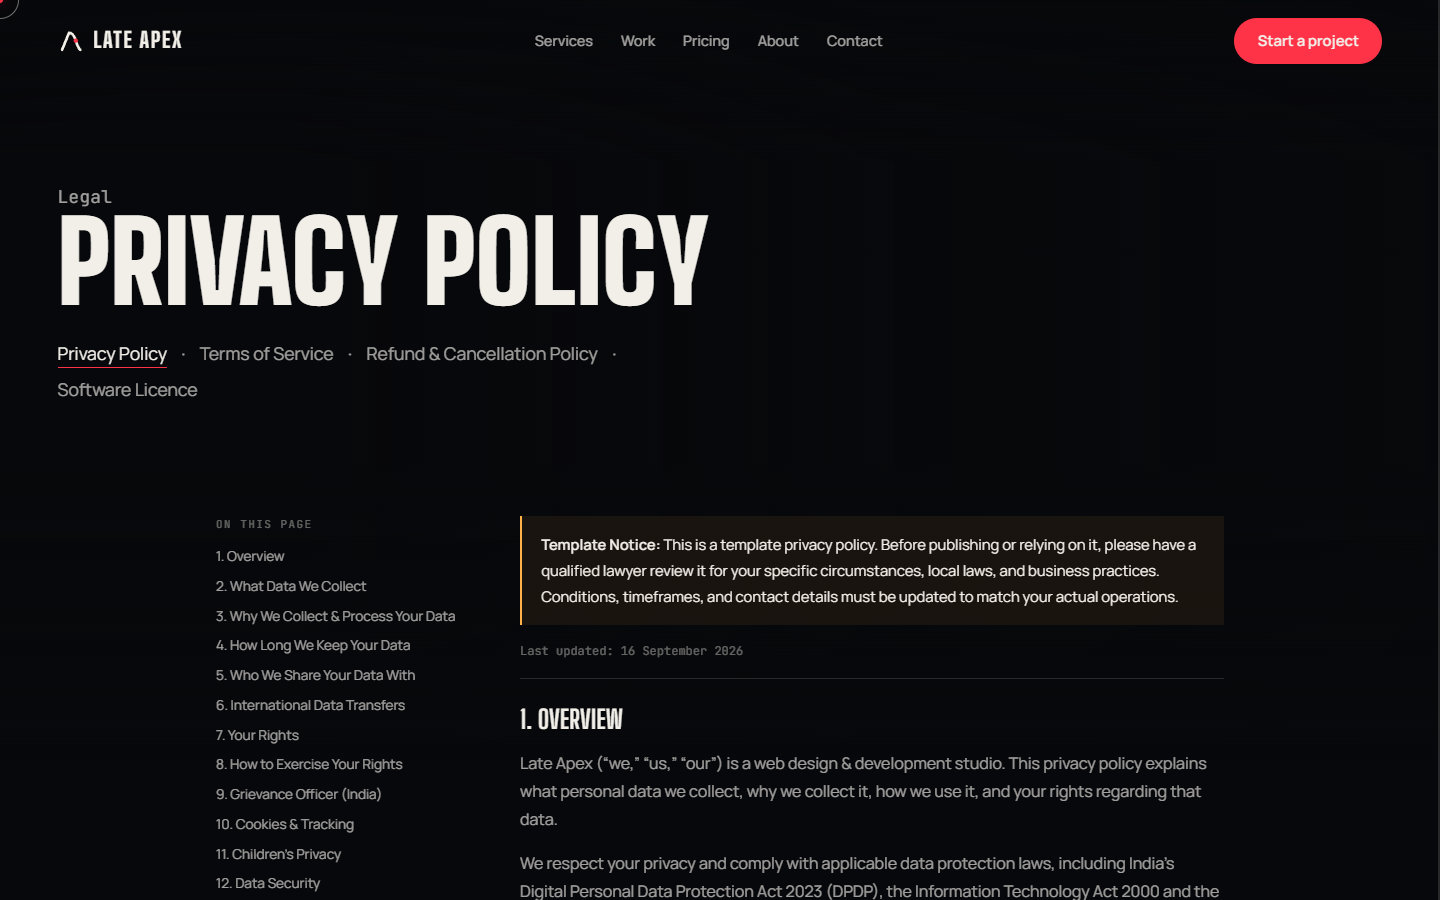 LATE APEX
Services
Work
Pricing
About
Contact
Start a project
Legal
PRIVACY POLICY
Privacy Policy · Terms of Service · Refund & Cancellation Policy ·
Software Licence
ON THIS PAGE
1. Overview
2. What Data We Collect
3. Why We Collect & Process Your Data
4. How Long We Keep Your Data
5. Who We Share Your Data With
6. International Data Transfers
7. Your Rights
8. How to Exercise Your Rights
9. Grievance Officer (India)
10. Cookies & Tracking
11. Children’s Privacy
12. Data Security
Template Notice: This is a template privacy policy. Before publishing or relying on it, please have a
qualified lawyer review it for your specific circumstances, local laws, and business practices.
Conditions, timeframes, and contact details must be updated to match your actual operations.
Last updated: 16 September 2026
1. OVERVIEW
Late Apex (“we,” “us,” “our”) is a web design & development studio. This privacy policy explains
what personal data we collect, why we collect it, how we use it, and your rights regarding that
data.
We respect your privacy and comply with applicable data protection laws, including India’s
Digital Personal Data Protection Act 2023 (DPDP), the Information Technology Act 2000 and the